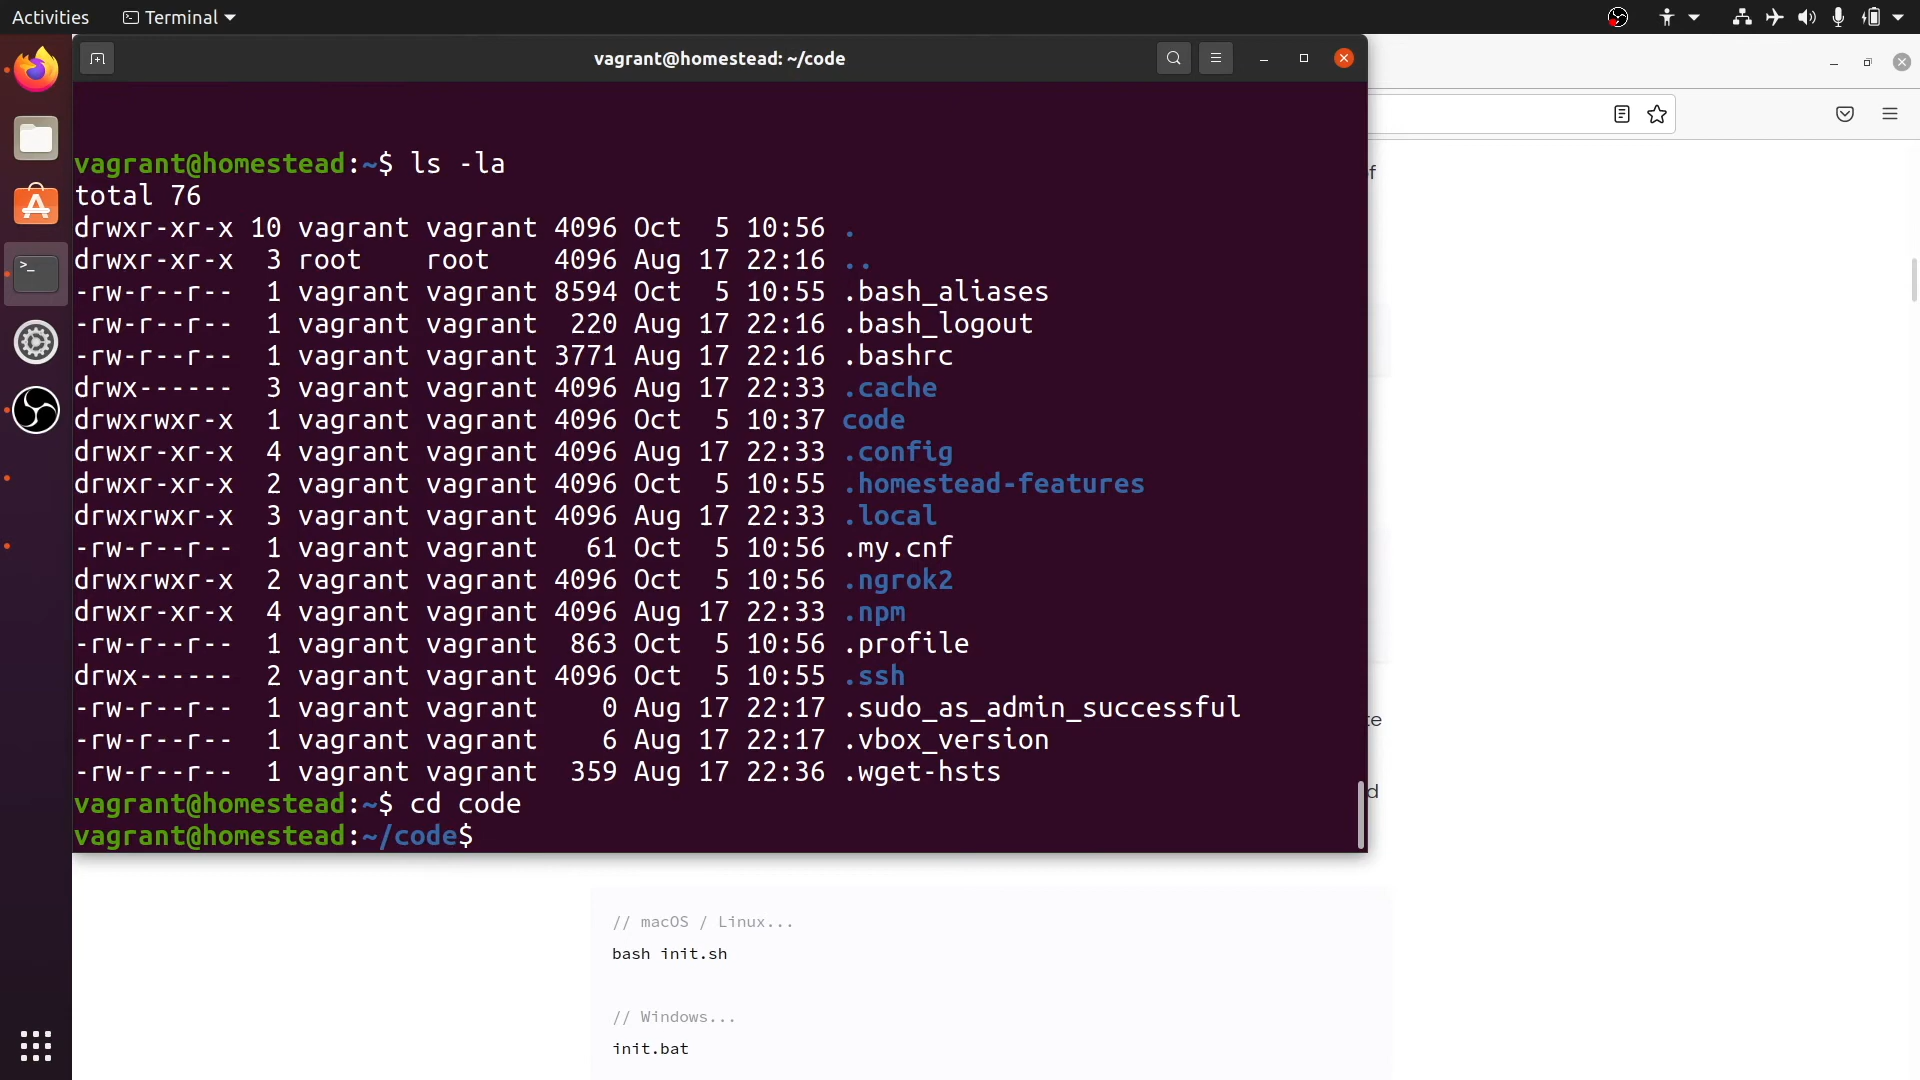 Activities
Terminal
vagrant@homestead: ~/code
vagrant@homestead:~$ ls -la
total 76
drwxr-xr-x 10 vagrant vagrant 4096 Oct  5 10:56 .
drwxr-xr-x  3 root    root    4096 Aug 17 22:16 ..
-rw-r--r--  1 vagrant vagrant 8594 Oct  5 10:55 .bash_aliases
-rw-r--r--  1 vagrant vagrant  220 Aug 17 22:16 .bash_logout
-rw-r--r--  1 vagrant vagrant 3771 Aug 17 22:16 .bashrc
drwx------  3 vagrant vagrant 4096 Aug 17 22:33 .cache
drwxrwxr-x  1 vagrant vagrant 4096 Oct  5 10:37 code
drwxr-xr-x  4 vagrant vagrant 4096 Aug 17 22:33 .config
drwxr-xr-x  2 vagrant vagrant 4096 Oct  5 10:55 .homestead-features
drwxrwxr-x  3 vagrant vagrant 4096 Aug 17 22:33 .local
-rw-r--r--  1 vagrant vagrant   61 Oct  5 10:56 .my.cnf
drwxrwxr-x  2 vagrant vagrant 4096 Oct  5 10:56 .ngrok2
drwxr-xr-x  4 vagrant vagrant 4096 Aug 17 22:33 .npm
-rw-r--r--  1 vagrant vagrant  863 Oct  5 10:56 .profile
drwx------  2 vagrant vagrant 4096 Oct  5 10:55 .ssh
-rw-r--r--  1 vagrant vagrant    0 Aug 17 22:17 .sudo_as_admin_successful
-rw-r--r--  1 vagrant vagrant    6 Aug 17 22:17 .vbox_version
-rw-r--r--  1 vagrant vagrant  359 Aug 17 22:36 .wget-hsts
vagrant@homestead:~$ cd code
vagrant@homestead:~/code$
// macOS / Linux...
bash init.sh
// Windows...
init.bat